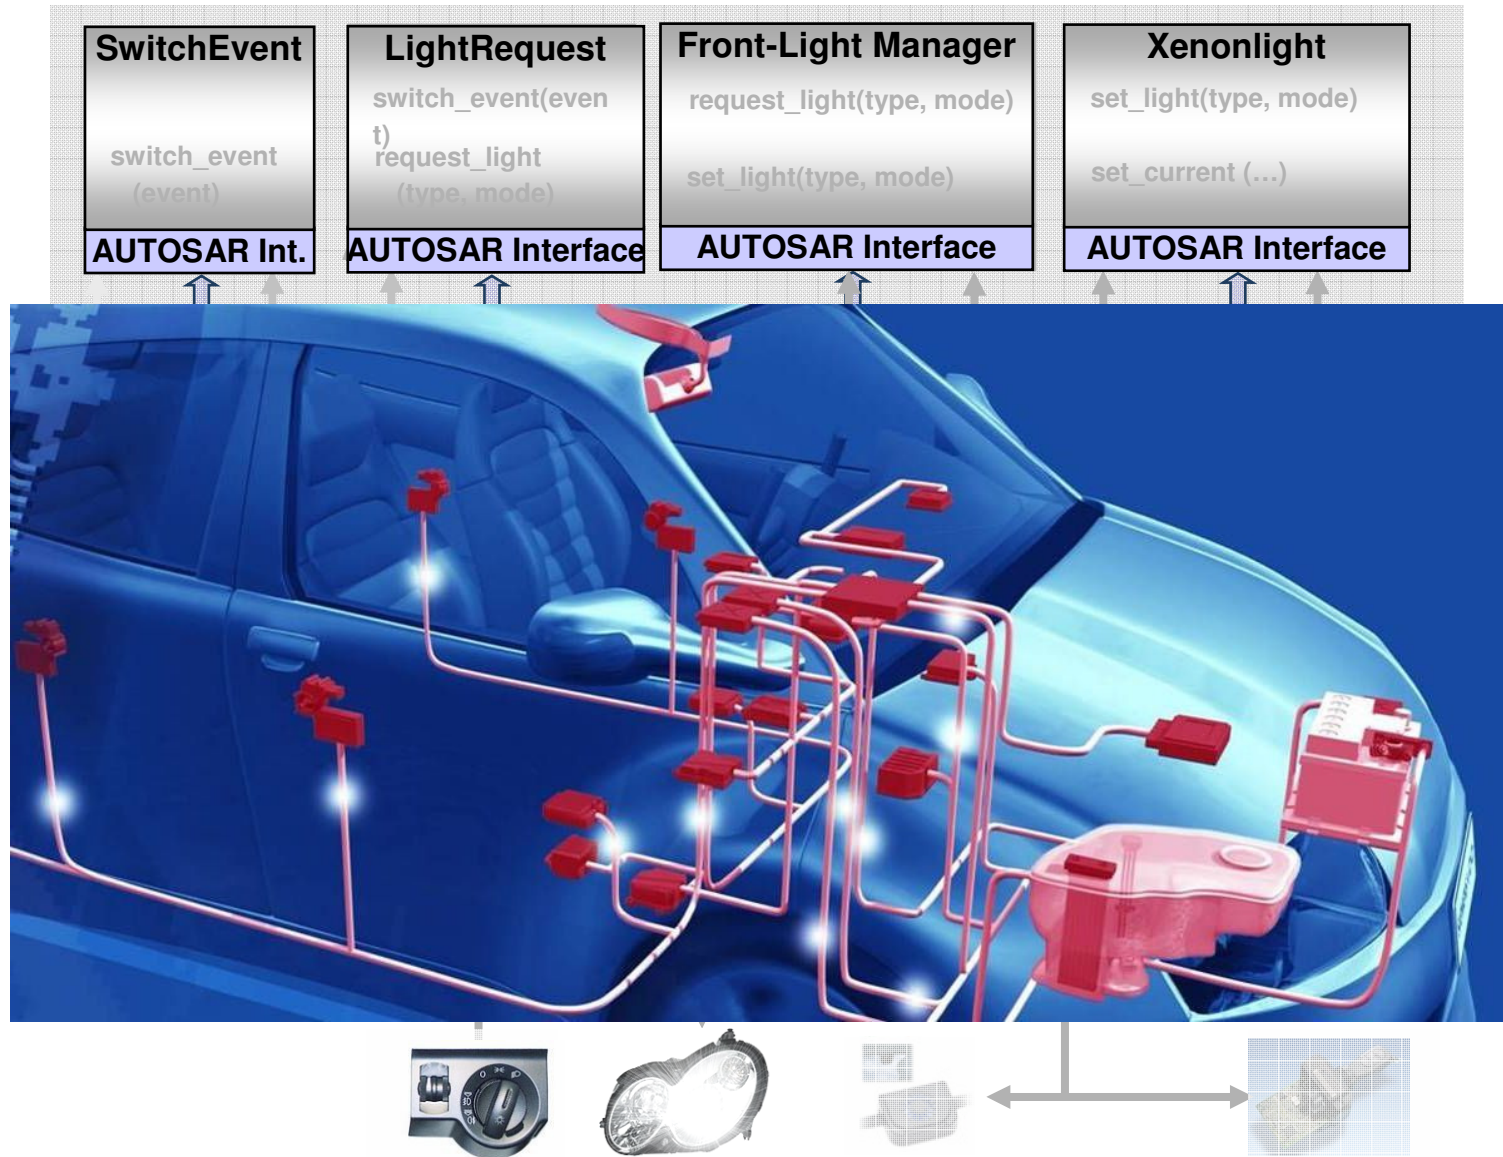 SwitchEvent
switch_event
(event)
AUTOSAR Int.
LightRequest
switch_event(even
t)
request_light
(type, mode)
AUTOSAR Interface
Front-Light Manager
request_light(type, mode)
set_light(type, mode)
AUTOSAR Interface
Xenonlight
set_light(type, mode)
set_current (…)
AUTOSAR Interface